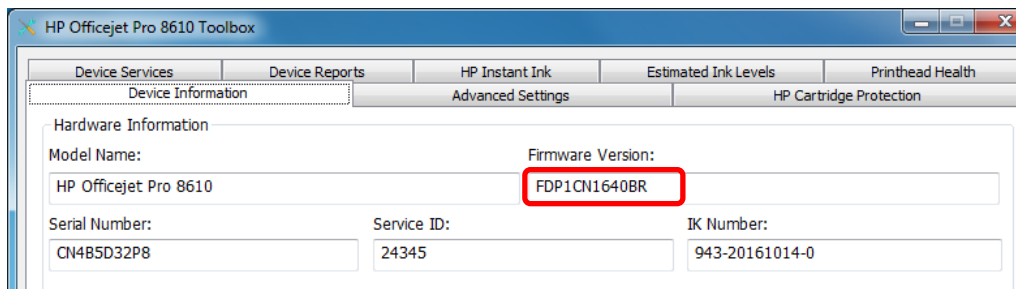 HP Officejet Pro 8610 Toolbox
Device Services Device Reports HP Instant Ink Estimated Ink Levels Printhead Health
Device Information Advanced Settings HP Cartridge Protection
Hardware Information
Model Name: Firmware Version:
HP Officejet Pro 8610 FDP1CN1640BR
Serial Number: Service ID: IK Number:
CN4B5D32P8 24345 943-20161014-0